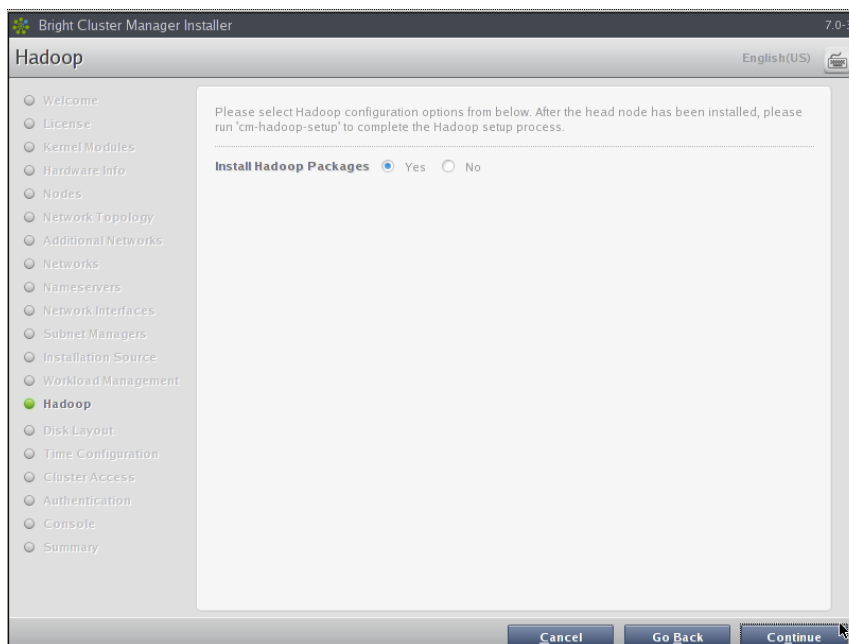 Bright Cluster Manager Installer
7.0-
Hadoop
English(US)
Welcome
License
Kernel Modules
Hardware Info
Nodes
Network Topology
Additional Networks
Networks
Nameservers
Network Interfaces
Subnet Managers
Installation Source
Workload Management
Hadoop
Disk Layout
Time Configuration
Cluster Access
Authentication
Console
Summary
Please select Hadoop configuration options from below. After the head node has been installed, please
run 'cm-hadoop-setup' to complete the Hadoop setup process.
Install Hadoop Packages Yes No
Cancel Go Back Continue